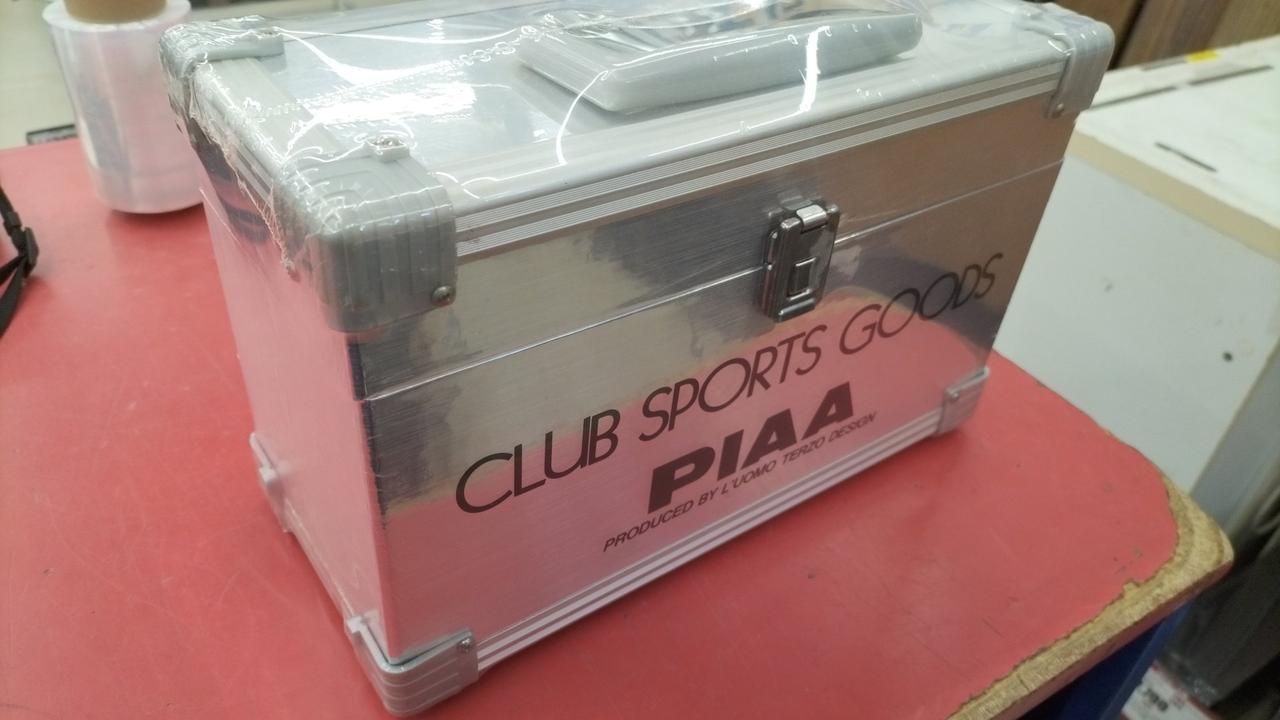 CLUB SPORTS GOODS
PIAA
PRODUCED BY L'UOMO TERZO DESIGN